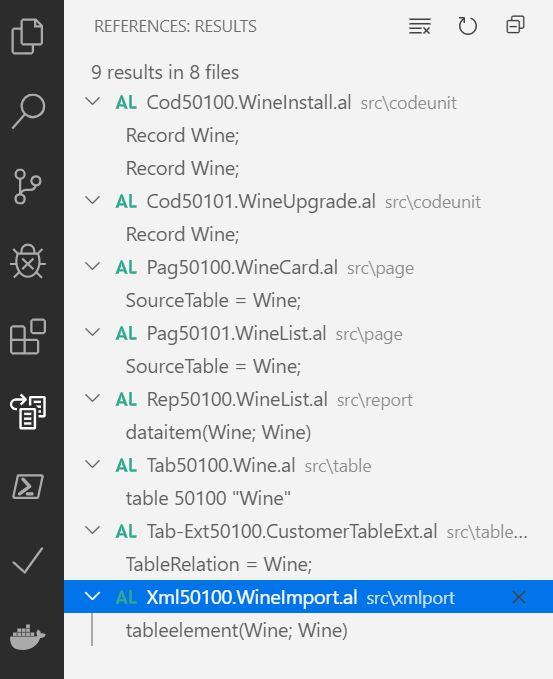 REFERENCES: RESULTS
9 results in 8 files
AL Cod50100.WineInstall.al src\codeunit
Record Wine;
Record Wine;
AL Cod50101.WineUpgrade.al src\codeunit
Record Wine;
AL Pag50100.WineCard.al src\page
SourceTable = Wine;
AL Pag50101.WineList.al src\page
SourceTable = Wine;
AL Rep50100.WineList.al src\report
dataitem(Wine; Wine)
AL Tab50100.Wine.al src\table
table 50100 "Wine"
AL Tab-Ext50100.CustomerTableExt.al src\table...
TableRelation = Wine;
AL Xml50100.WineImport.al src\xmlport
tableelement(Wine; Wine)